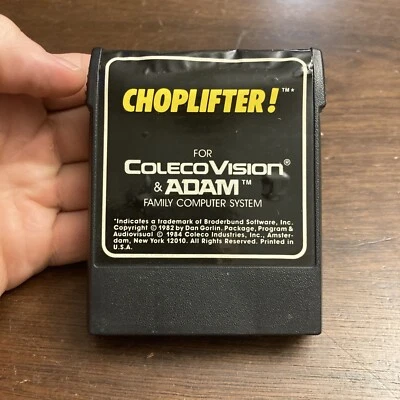 CHOPLIFTER! ™*
FOR
COLECOVISION®
& ADAM™
FAMILY COMPUTER SYSTEM
*Indicates a trademark of Broderbund Software, Inc.
Copyright © 1982 by Dan Gorlin. Package, Program &
Audiovisual © 1984 Coleco Industries, Inc., Amster-
dam, New York 12010. All Rights Reserved. Printed in
U.S.A.